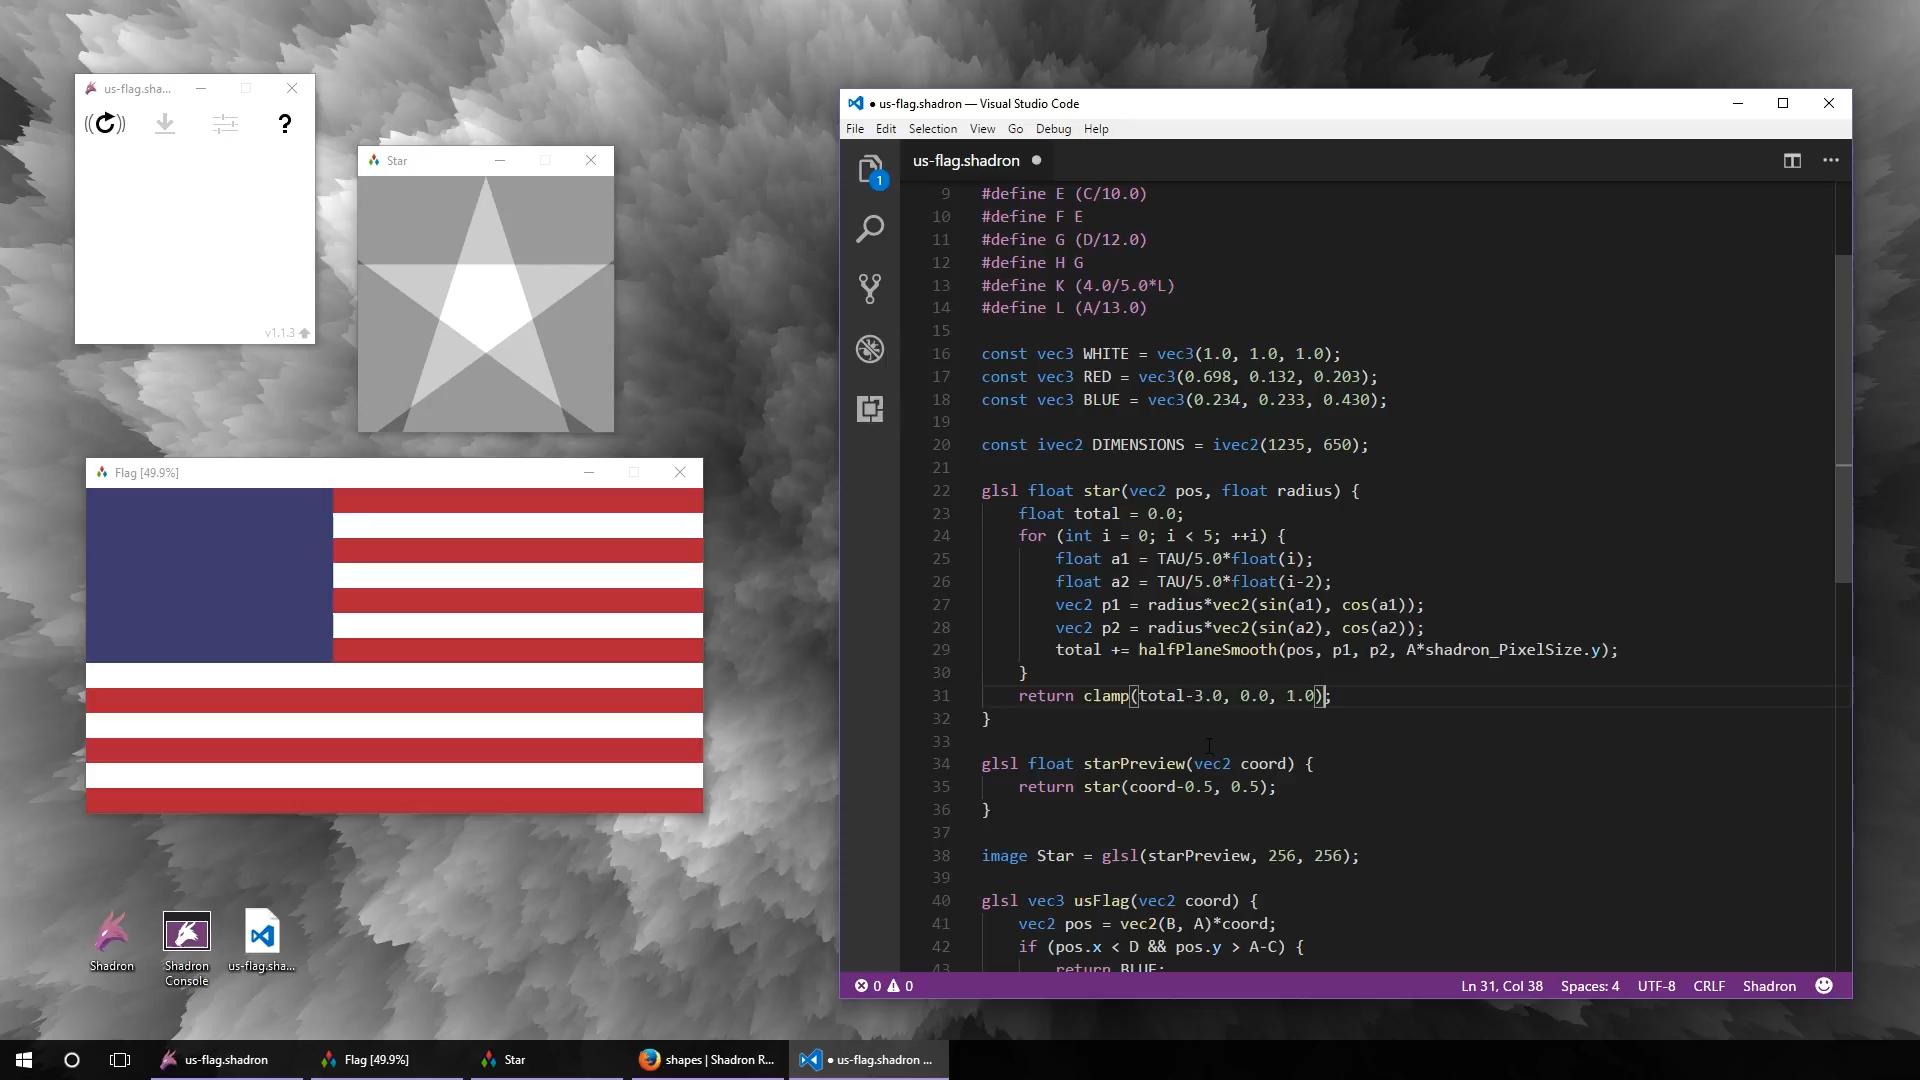 us-flag.sha...
?
v1.1.3
Star
Flag [49.9%]
Shadron
Shadron
Console
us-flag.sha...
● us-flag.shadron — Visual Studio Code
File Edit Selection View Go Debug Help
1
us-flag.shadron ●
9 #define E (C/10.0)
10 #define F E
11 #define G (D/12.0)
12 #define H G
13 #define K (4.0/5.0*L)
14 #define L (A/13.0)
15
16 const vec3 WHITE = vec3(1.0, 1.0, 1.0);
17 const vec3 RED = vec3(0.698, 0.132, 0.203);
18 const vec3 BLUE = vec3(0.234, 0.233, 0.430);
19
20 const ivec2 DIMENSIONS = ivec2(1235, 650);
21
22 glsl float star(vec2 pos, float radius) {
23 float total = 0.0;
24 for (int i = 0; i < 5; ++i) {
25 float a1 = TAU/5.0*float(i);
26 float a2 = TAU/5.0*float(i-2);
27 vec2 p1 = radius*vec2(sin(a1), cos(a1));
28 vec2 p2 = radius*vec2(sin(a2), cos(a2));
29 total += halfPlaneSmooth(pos, p1, p2, A*shadron_PixelSize.y);
30 }
31 return clamp(total-3.0, 0.0, 1.0);
32 }
33
34 glsl float starPreview(vec2 coord) {
35 return star(coord-0.5, 0.5);
36 }
37
38 image Star = glsl(starPreview, 256, 256);
39
40 glsl vec3 usFlag(vec2 coord) {
41 vec2 pos = vec2(B, A)*coord;
42 if (pos.x < D && pos.y > A-C) {
43 return BLUE;
0 0 Ln 31, Col 38 Spaces: 4 UTF-8 CRLF Shadron
us-flag.shadron Flag [49.9%] Star shapes | Shadron R... ● us-flag.shadron ...